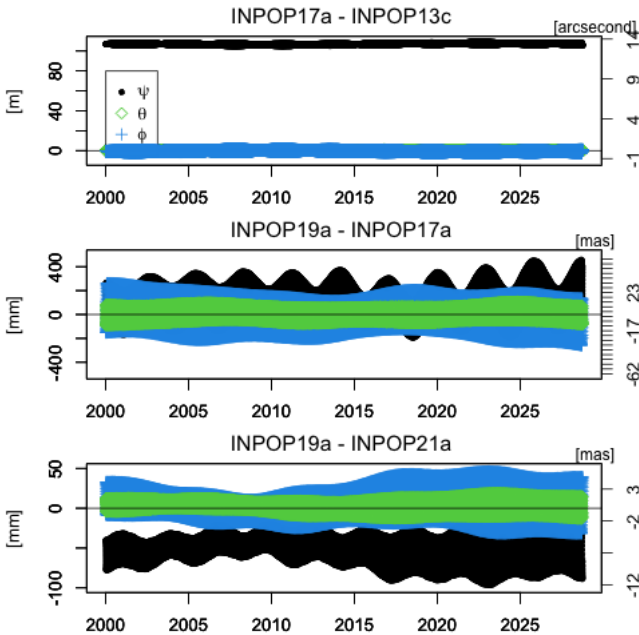 INPOP17a - INPOP13c
[arcsecond]
[m]
80
40
0
14
9
4
-1
ψ
θ
ϕ
2000 2005 2010 2015 2020 2025
INPOP19a - INPOP17a
[mas]
[mm]
400
0
-400
23
-17
-62
2000 2005 2010 2015 2020 2025
INPOP19a - INPOP21a
[mas]
[mm]
50
0
-100
3
-2
-12
2000 2005 2010 2015 2020 2025